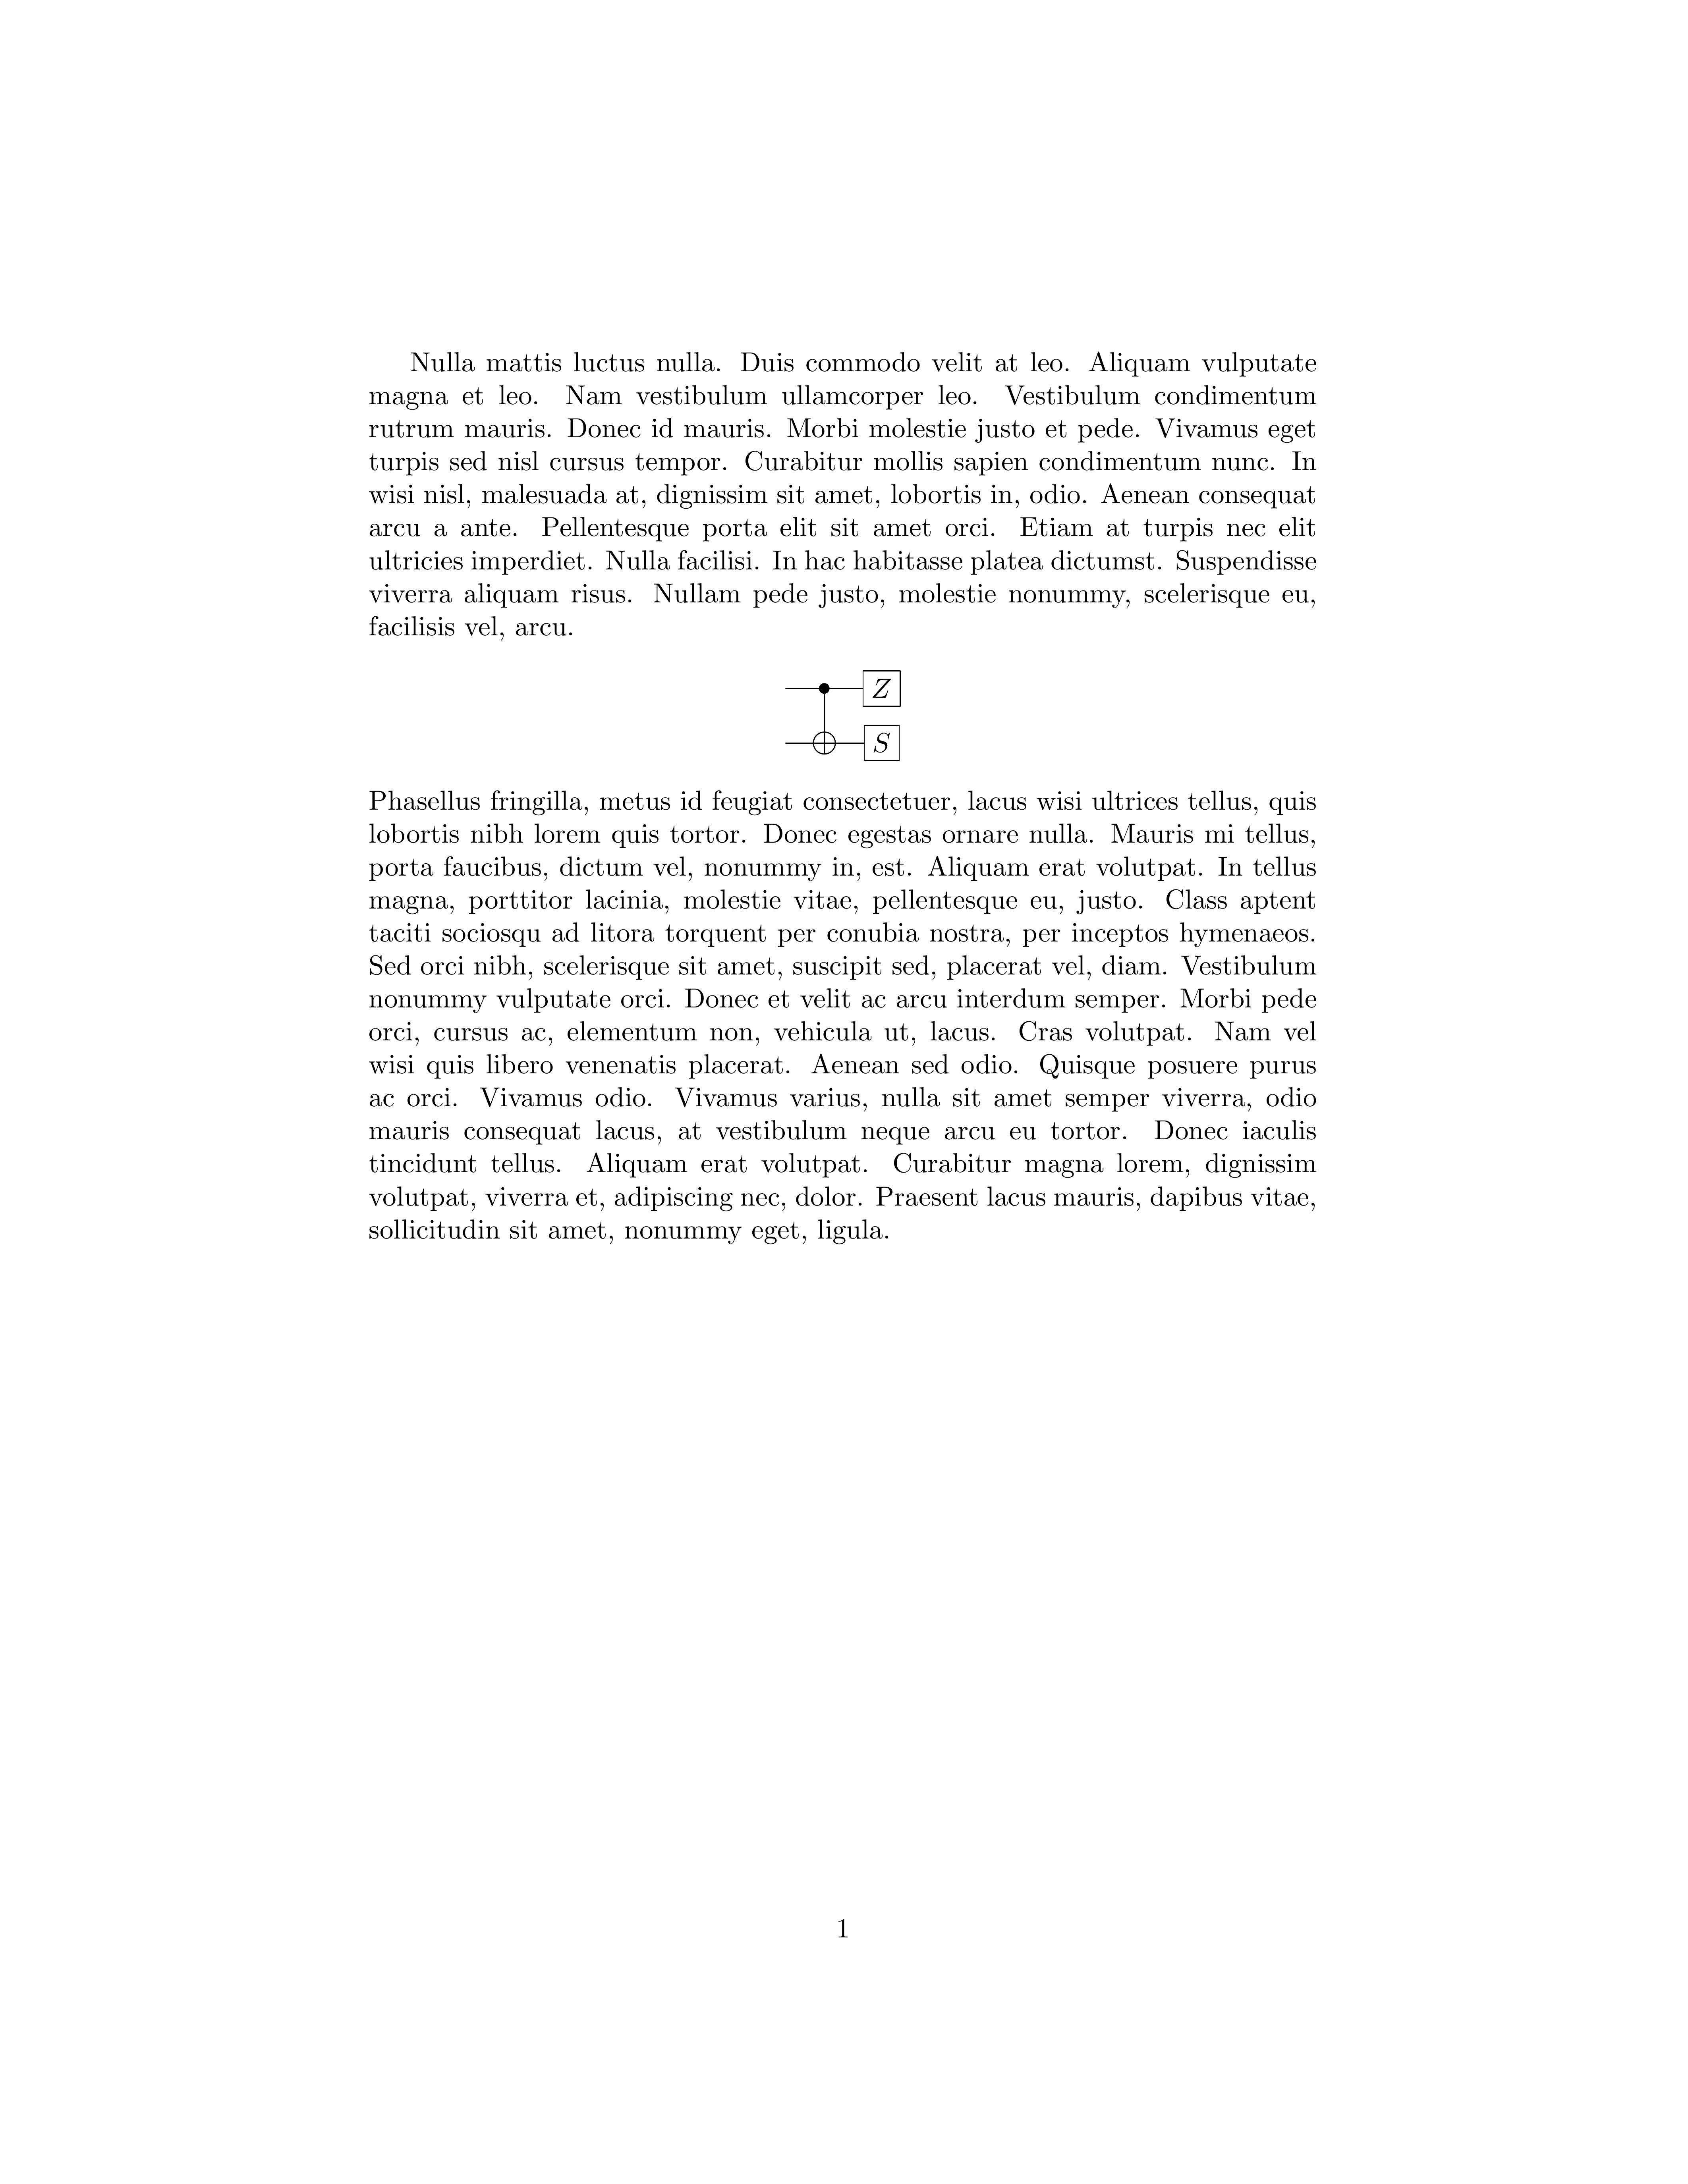 Nulla mattis luctus nulla. Duis commodo velit at leo. Aliquam vulputate
magna et leo. Nam vestibulum ullamcorper leo. Vestibulum condimentum
rutrum mauris. Donec id mauris. Morbi molestie justo et pede. Vivamus eget
turpis sed nisl cursus tempor. Curabitur mollis sapien condimentum nunc. In
wisi nisl, malesuada at, dignissim sit amet, lobortis in, odio. Aenean consequat
arcu a ante. Pellentesque porta elit sit amet orci. Etiam at turpis nec elit
ultricies imperdiet. Nulla facilisi. In hac habitasse platea dictumst. Suspendisse
viverra aliquam risus. Nullam pede justo, molestie nonummy, scelerisque eu,
facilisis vel, arcu.
Z
S
Phasellus fringilla, metus id feugiat consectetuer, lacus wisi ultrices tellus, quis
lobortis nibh lorem quis tortor. Donec egestas ornare nulla. Mauris mi tellus,
porta faucibus, dictum vel, nonummy in, est. Aliquam erat volutpat. In tellus
magna, porttitor lacinia, molestie vitae, pellentesque eu, justo. Class aptent
taciti sociosqu ad litora torquent per conubia nostra, per inceptos hymenaeos.
Sed orci nibh, scelerisque sit amet, suscipit sed, placerat vel, diam. Vestibulum
nonummy vulputate orci. Donec et velit ac arcu interdum semper. Morbi pede
orci, cursus ac, elementum non, vehicula ut, lacus. Cras volutpat. Nam vel
wisi quis libero venenatis placerat. Aenean sed odio. Quisque posuere purus
ac orci. Vivamus odio. Vivamus varius, nulla sit amet semper viverra, odio
mauris consequat lacus, at vestibulum neque arcu eu tortor. Donec iaculis
tincidunt tellus. Aliquam erat volutpat. Curabitur magna lorem, dignissim
volutpat, viverra et, adipiscing nec, dolor. Praesent lacus mauris, dapibus vitae,
sollicitudin sit amet, nonummy eget, ligula.
1